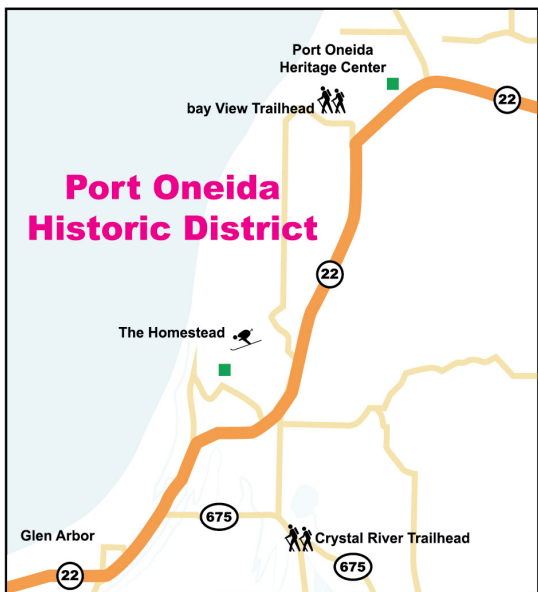 Port Oneida
Heritage Center
22
bay View Trailhead
Port Oneida
Historic District
22
The Homestead
675
Glen Arbor
Crystal River Trailhead
675
22